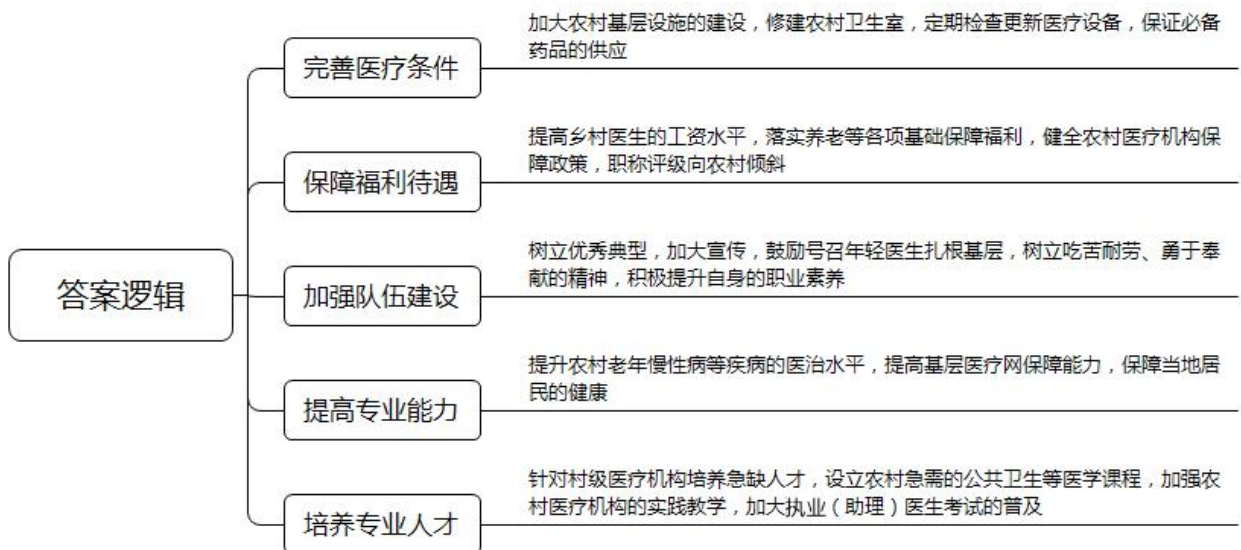 加大农村基层设施的建设，修建农村卫生室，定期检查更新医疗设备，保证必备
药品的供应
完善医疗条件
提高乡村医生的工资水平，落实养老等各项基础保障福利，健全农村医疗机构保
障政策，职称评级向农村倾斜
保障福利待遇
树立优秀典型，加大宣传，鼓励号召年轻医生扎根基层，树立吃苦耐劳、勇于奉
献的精神，积极提升自身的职业素养
答案逻辑
加强队伍建设
提升农村老年慢性病等疾病的医治水平，提高基层医疗网保障能力，保障当地居
民的健康
提高专业能力
针对村级医疗机构培养急缺人才，设立农村急需的公共卫生等医学课程，加强农
村医疗机构的实践教学，加大执业（助理）医生考试的普及
培养专业人才